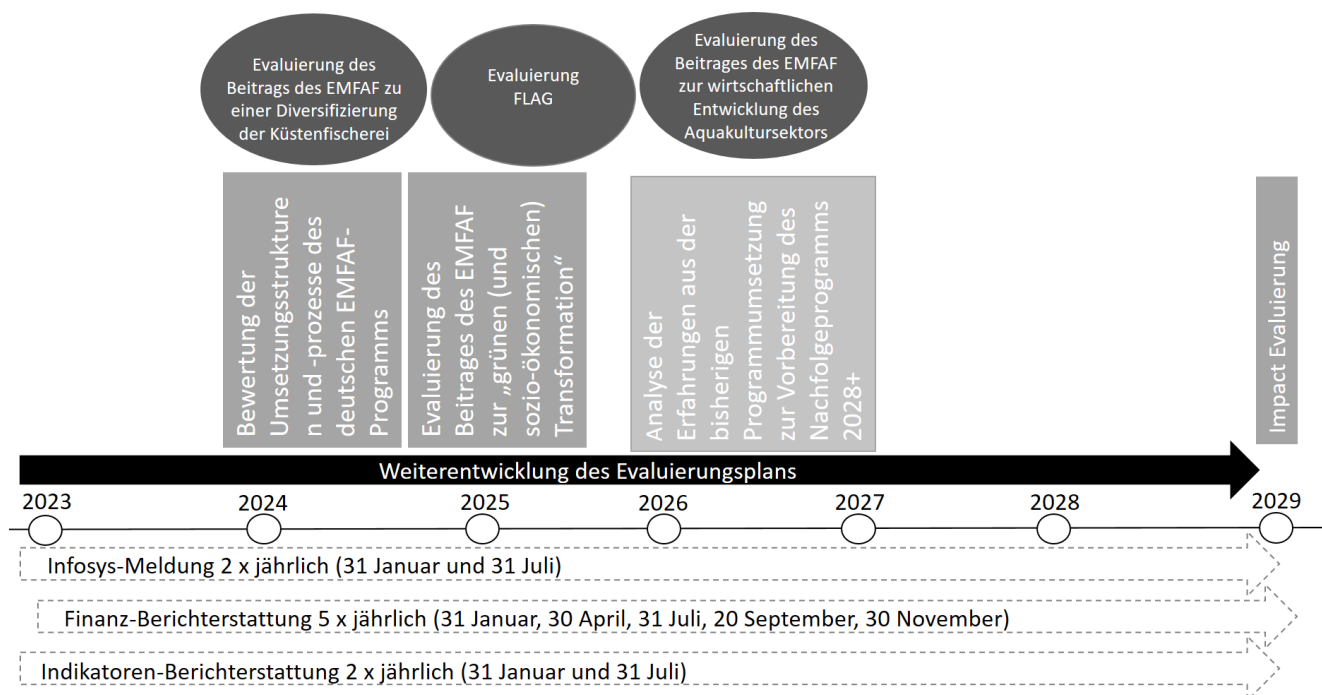 Evaluierung des
Beitrags des EMFAF zu
einer Diversifizierung
der Küstenfischerei
Evaluierung
FLAG
Evaluierung des
Beitrages des EMFAF
zur wirtschaftlichen
Entwicklung des
Aquakultursektors
Bewertung der
Umsetzungsstrukture
n und -prozesse des
deutschen EMFAF-
Programms
Evaluierung des
Beitrages des EMFAF
zur „grünen (und
sozio-ökonomischen)
Transformation“
Analyse der
Erfahrungen aus der
bisherigen
Programmumsetzung
zur Vorbereitung des
Nachfolgeprogramms
2028+
Impact Evaluierung
Weiterentwicklung des Evaluierungsplans
2023
2024
2025
2026
2027
2028
2029
Infosys-Meldung 2 x jährlich (31 Januar und 31 Juli)
Finanz-Berichterstattung 5 x jährlich (31 Januar, 30 April, 31 Juli, 20 September, 30 November)
Indikatoren-Berichterstattung 2 x jährlich (31 Januar und 31 Juli)